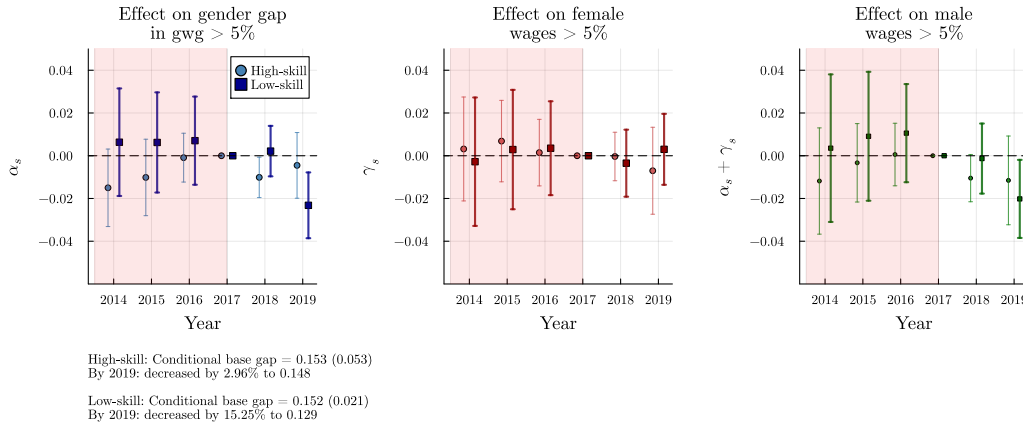 Effect on gender gap
in gwg > 5%
Effect on female
wages > 5%
Effect on male
wages > 5%
High-skill
Low-skill
0.04
0.02
0.00
−0.02
−0.04
α_s
2014 2015 2016 2017 2018 2019
Year
0.04
0.02
0.00
−0.02
−0.04
γ_s
2014 2015 2016 2017 2018 2019
Year
0.04
0.02
0.00
−0.02
−0.04
α_s + γ_s
2014 2015 2016 2017 2018 2019
Year
High-skill: Conditional base gap = 0.153 (0.053)
By 2019: decreased by 2.96% to 0.148
Low-skill: Conditional base gap = 0.152 (0.021)
By 2019: decreased by 15.25% to 0.129